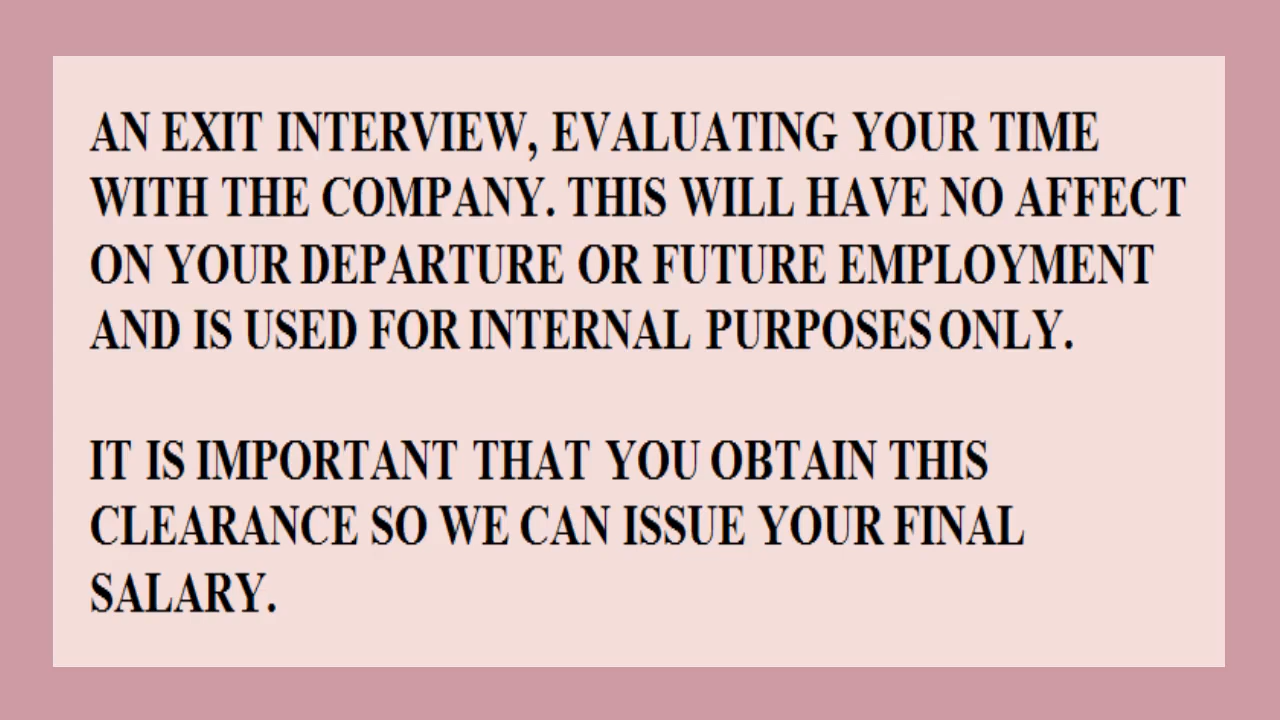 AN EXIT INTERVIEW, EVALUATING YOUR TIME
WITH THE COMPANY. THIS WILL HAVE NO AFFECT
ON YOUR DEPARTURE OR FUTURE EMPLOYMENT
AND IS USED FOR INTERNAL PURPOSES ONLY.
IT IS IMPORTANT THAT YOU OBTAIN THIS
CLEARANCE SO WE CAN ISSUE YOUR FINAL
SALARY.